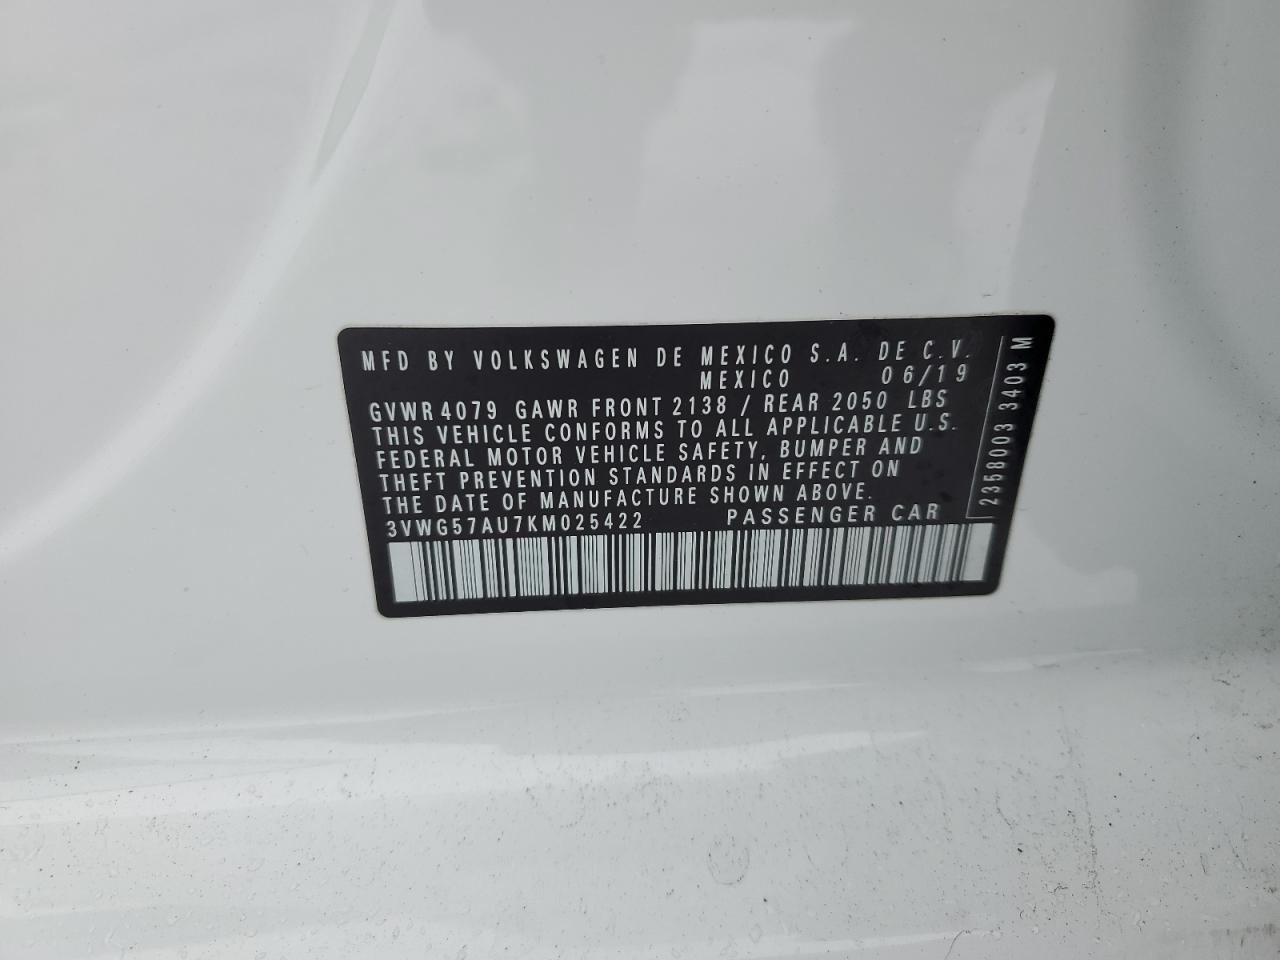 MFD BY VOLKSWAGEN DE MEXICO S.A. DE C.V.
MEXICO 06/19
GVWR 4079 GAWR FRONT 2138 / REAR 2050 LBS
THIS VEHICLE CONFORMS TO ALL APPLICABLE U.S.
FEDERAL MOTOR VEHICLE SAFETY, BUMPER AND
THEFT PREVENTION STANDARDS IN EFFECT ON
THE DATE OF MANUFACTURE SHOWN ABOVE.
3VWG57AU7KM025422 PASSENGER CAR
2358003 3403 M